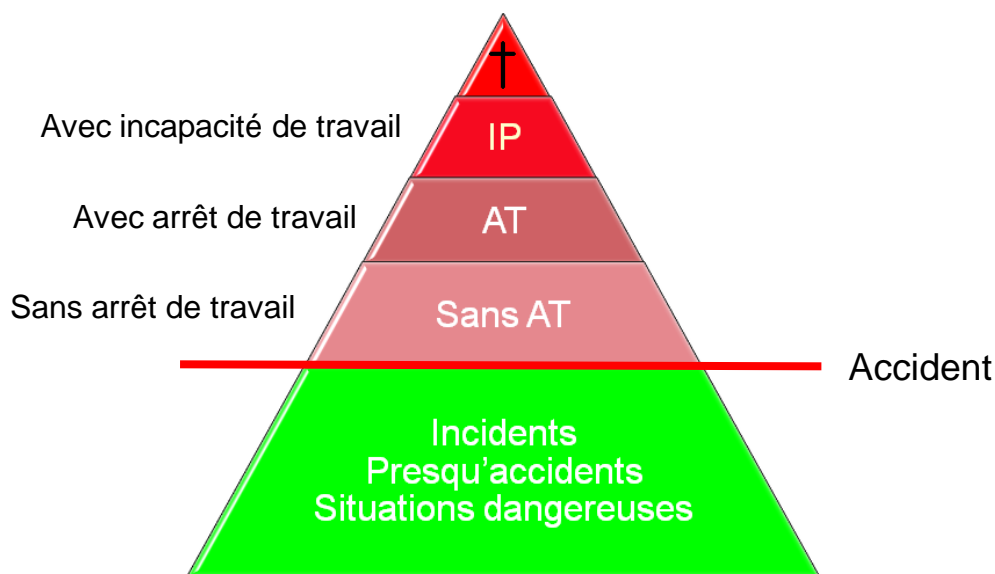 Avec incapacité de travail
IP
Avec arrêt de travail
AT
Sans arrêt de travail
Sans AT
Accident
Incidents
Presqu'accidents
Situations dangereuses